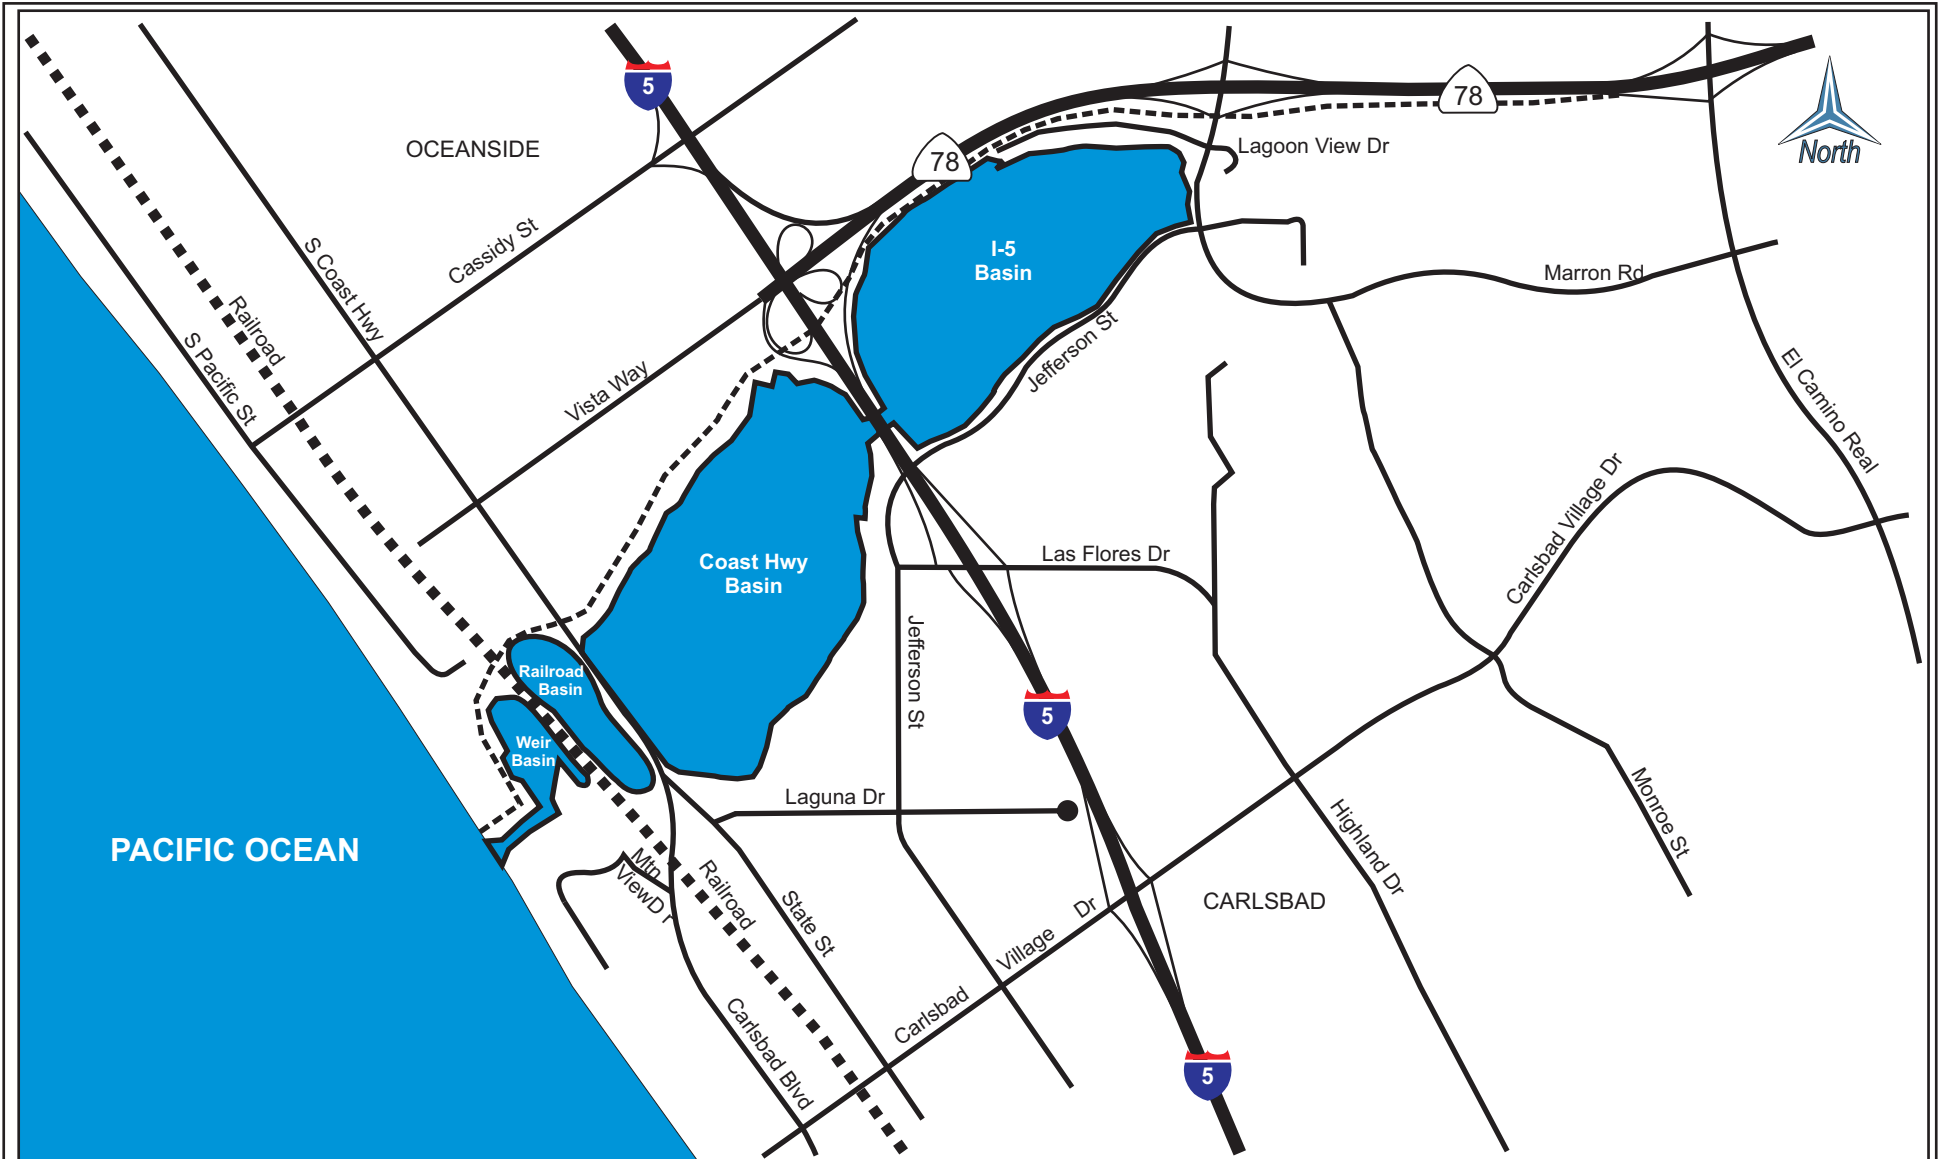 5
78
OCEANSIDE
78
Lagoon View Dr
North
S Coast Hwy
Cassidy St
I-5
Basin
Marron Rd
Railroad
S Pacific St
Vista Way
Jefferson St
El Camino Real
Carlsbad Village Dr
Coast Hwy
Basin
Las Flores Dr
Jefferson St
Railroad
Basin
5
Weir
Basin
Laguna Dr
Monroe St
Highland Dr
PACIFIC OCEAN
Mtn
ViewD r
Railroad
State St
CARLSBAD
Carlsbad Village Dr
Carlsbad Blvd
5